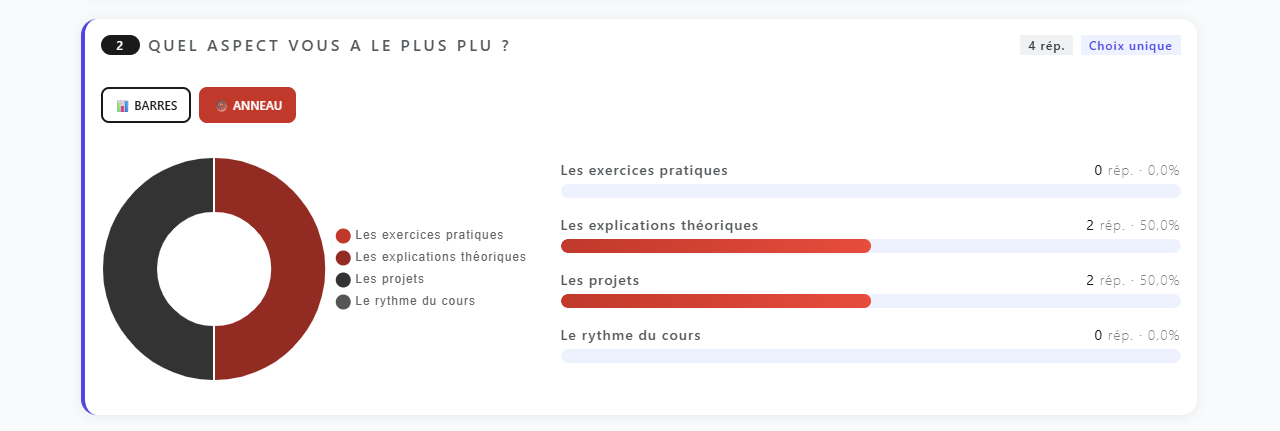 2 QUEL ASPECT VOUS A LE PLUS PLU ? 4 rép. Choix unique
BARRES ANNEAU
Les exercices pratiques
Les explications théoriques
Les projets
Le rythme du cours
Les exercices pratiques 0 rép. · 0,0%
Les explications théoriques 2 rép. · 50,0%
Les projets 2 rép. · 50,0%
Le rythme du cours 0 rép. · 0,0%